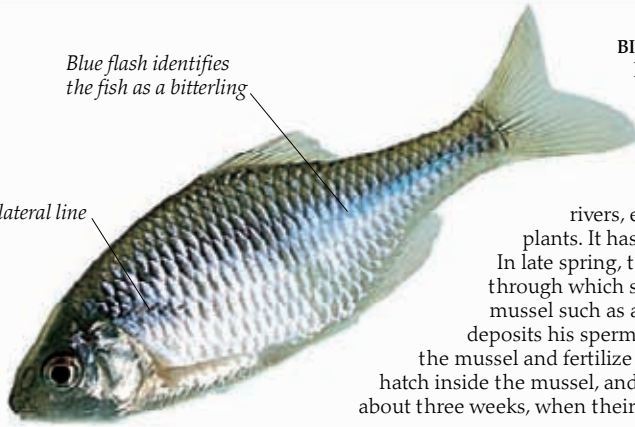 Blue flash identifies
the fish as a bitterling
lateral line
BI
rivers, e
plants. It has
In late spring, t
through which s
mussel such as a
deposits his sperm
the mussel and fertilize
hatch inside the mussel, and
about three weeks, when their